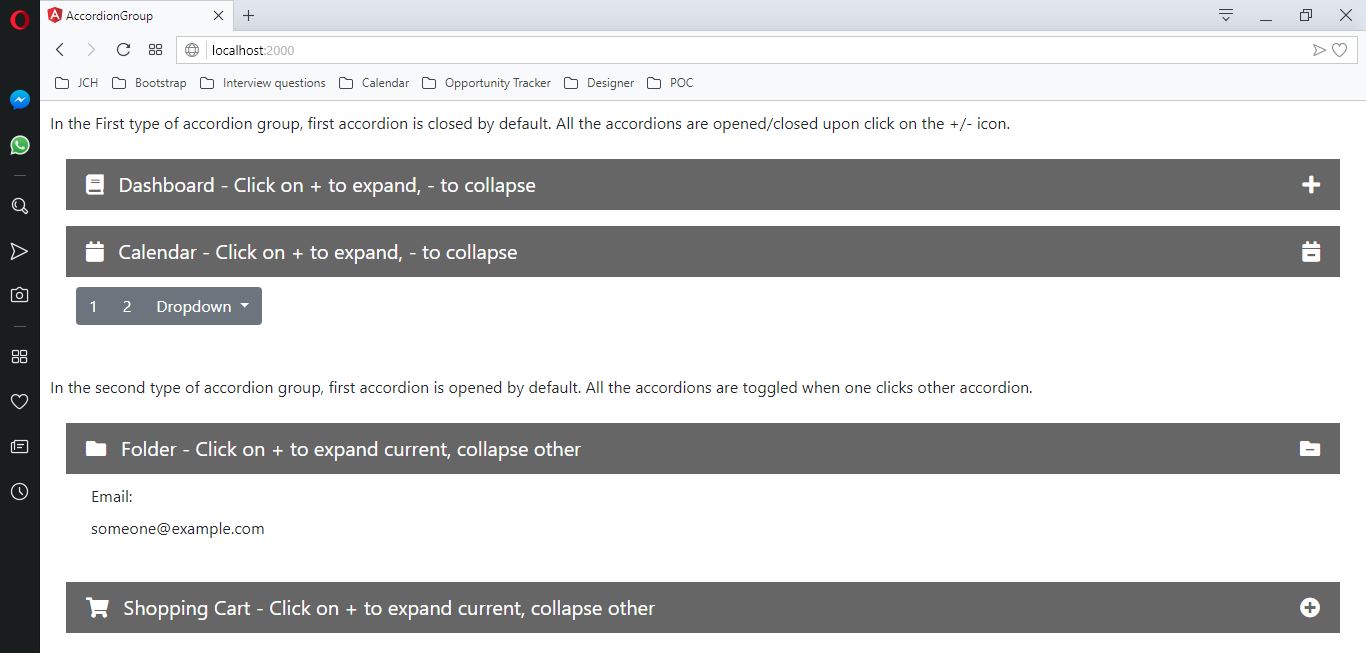 AccordionGroup
localhost:2000
JCH Bootstrap Interview questions Calendar Opportunity Tracker Designer POC
In the First type of accordion group, first accordion is closed by default. All the accordions are opened/closed upon click on the +/- icon.
Dashboard - Click on + to expand, - to collapse
Calendar - Click on + to expand, - to collapse
1 2 Dropdown
In the second type of accordion group, first accordion is opened by default. All the accordions are toggled when one clicks other accordion.
Folder - Click on + to expand current, collapse other
Email:
someone@example.com
Shopping Cart - Click on + to expand current, collapse other